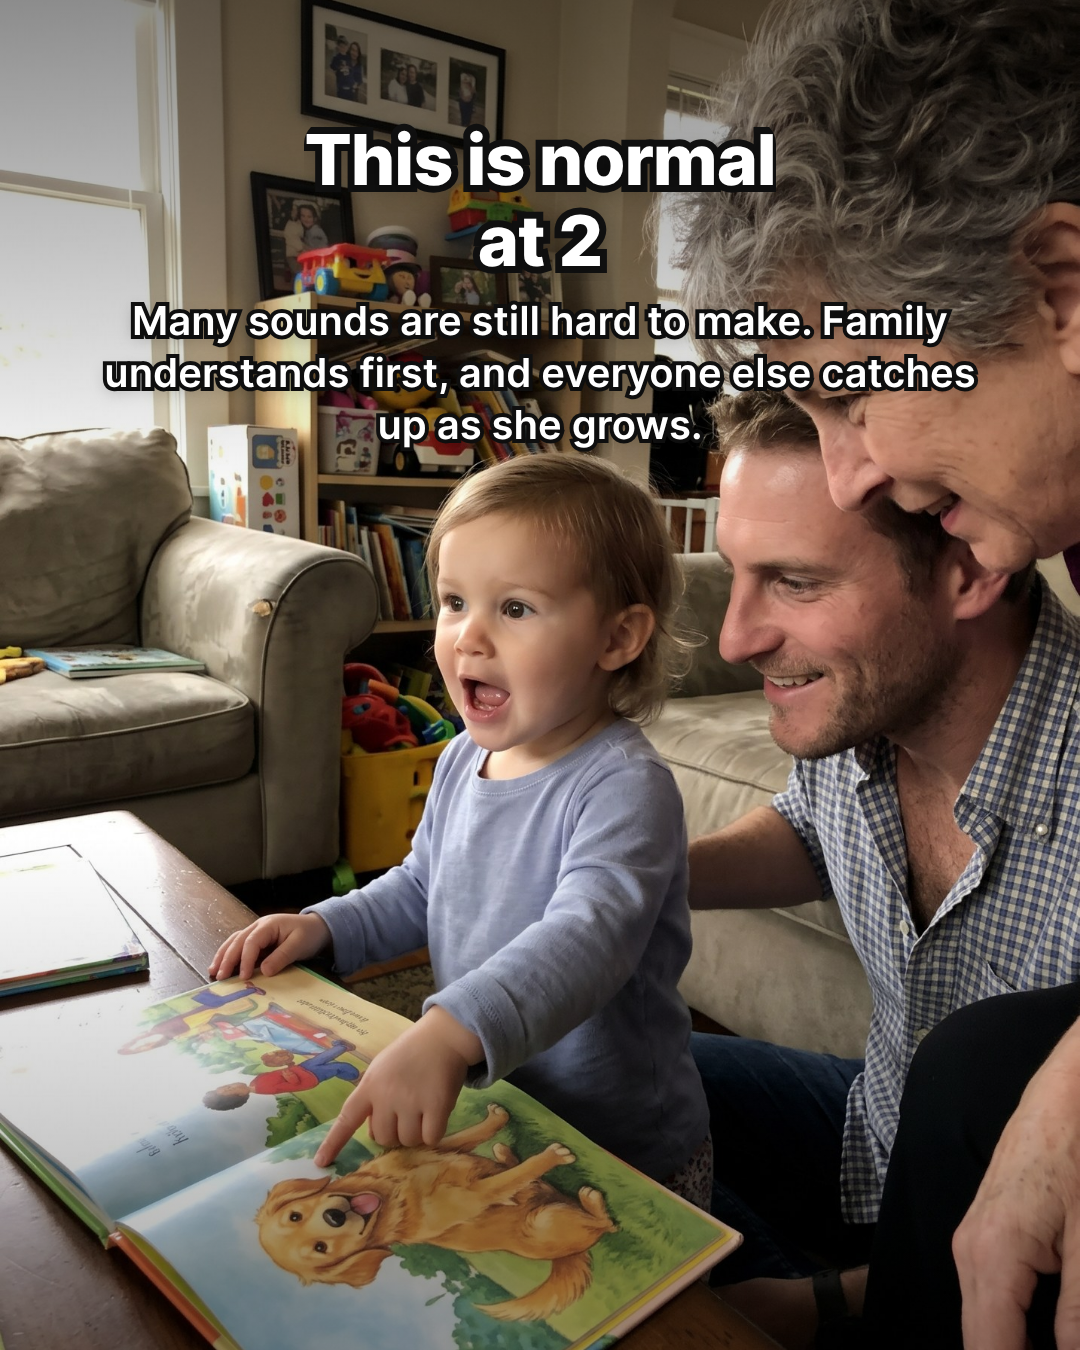 This is normal
at 2
Many sounds are still hard to make. Family
understands first, and everyone else catches
up as she grows.